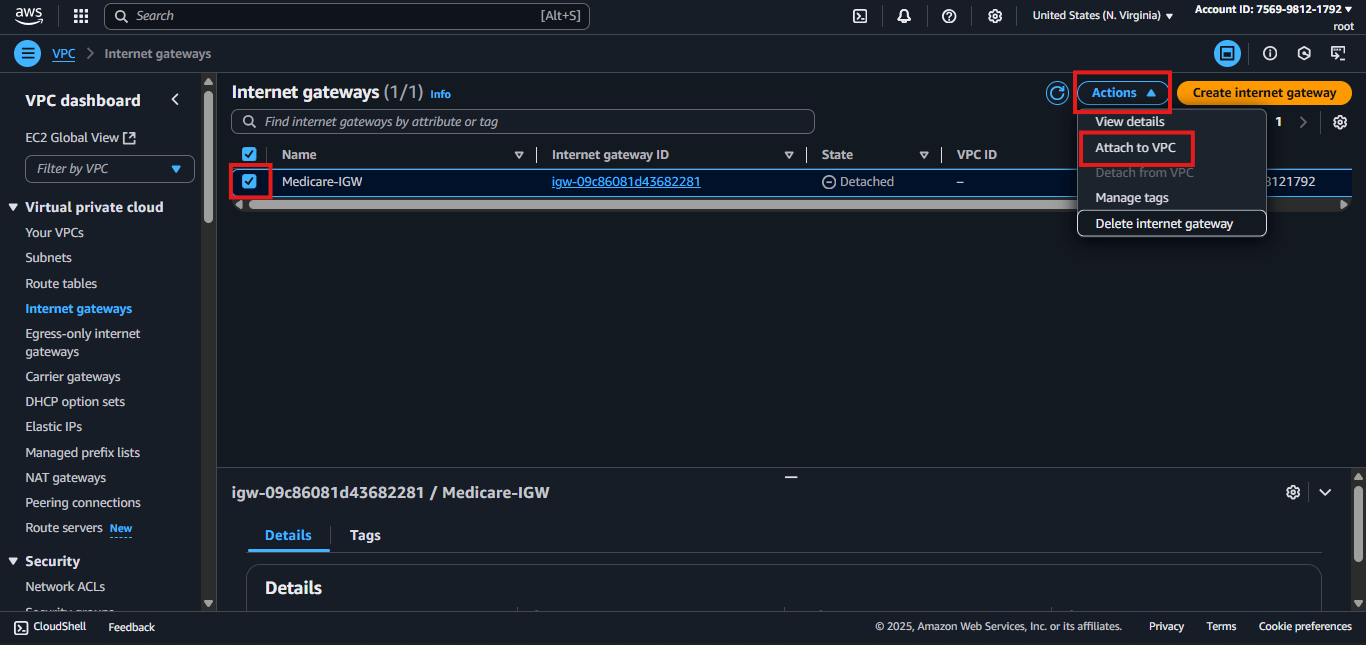 aws
Search [Alt+S]
United States (N. Virginia)
Account ID: 7569-9812-1792
root
VPC Internet gateways
VPC dashboard
EC2 Global View
Filter by VPC
Virtual private cloud
Your VPCs
Subnets
Route tables
Internet gateways
Egress-only internet
gateways
Carrier gateways
DHCP option sets
Elastic IPs
Managed prefix lists
NAT gateways
Peering connections
Route servers New
Security
Network ACLs
Security groups
Internet gateways (1/1) Info
Actions
Create internet gateway
Find internet gateways by attribute or tag
1
View details
Attach to VPC
Detach from VPC
Manage tags
Delete internet gateway
Name Internet gateway ID State VPC ID
Medicare-IGW igw-09c86081d43682281 Detached – 3121792
igw-09c86081d43682281 / Medicare-IGW
Details Tags
Details
CloudShell Feedback © 2025, Amazon Web Services, Inc. or its affiliates. Privacy Terms Cookie preferences